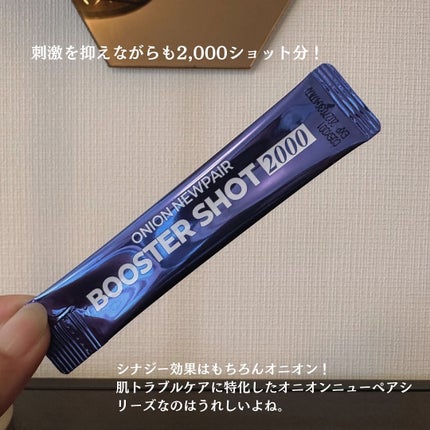 刺激を抑えながらも2,000ショット分！
ONION NEWPAIR
BOOSTER SHOT 2000
シナジー効果はもちろんオニオン！
肌トラブルケアに特化したオニオンニューペアシ
リーズなのはうれしいよね。